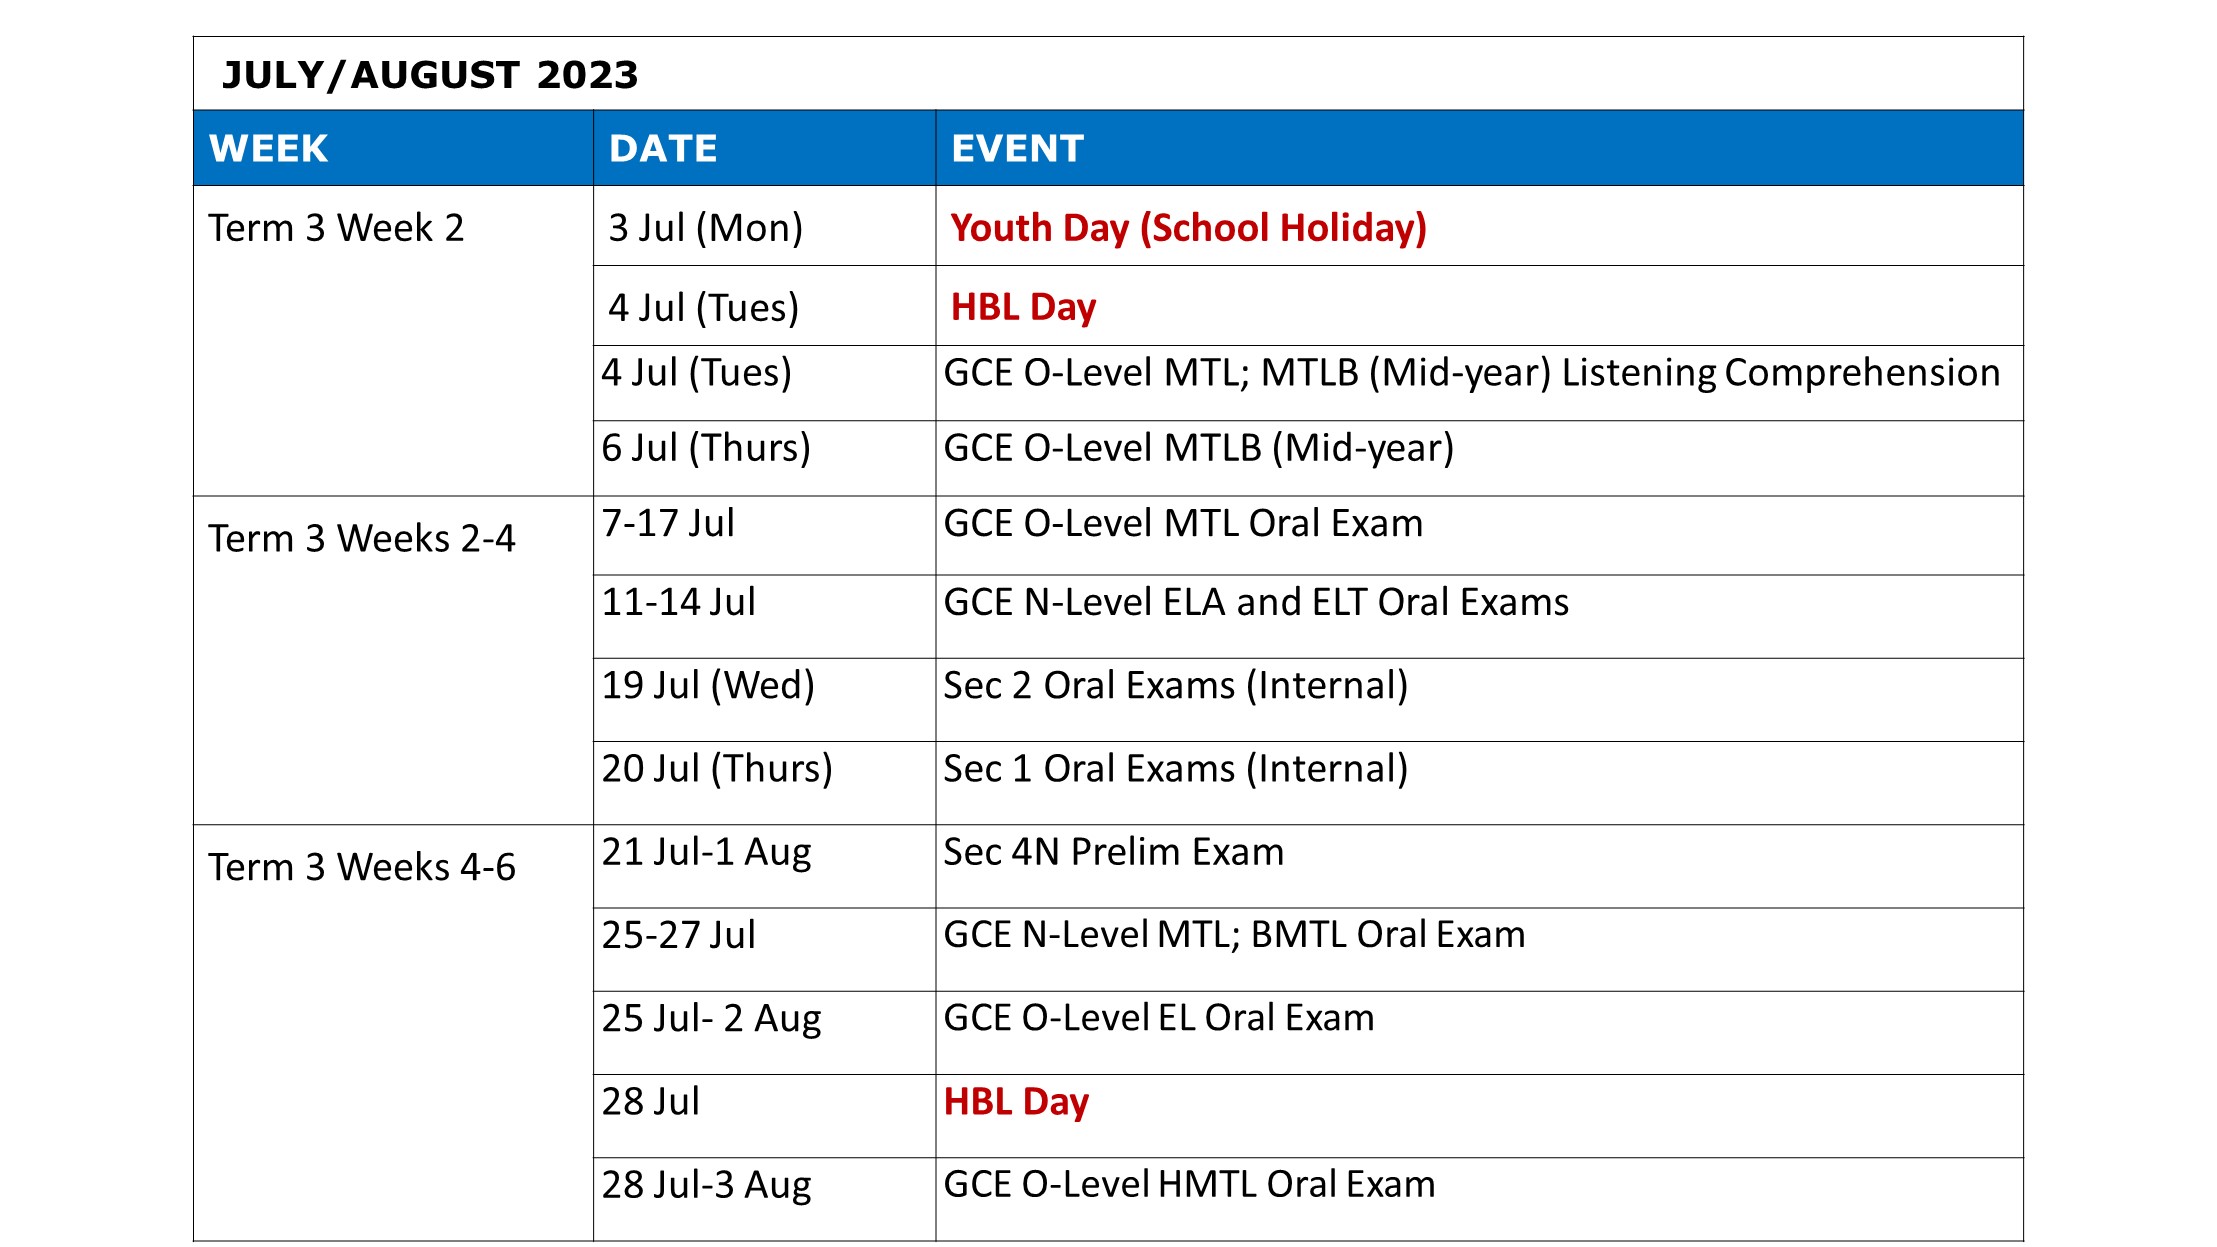 JULY/AUGUST 2023
WEEK DATE EVENT
Term 3 Week 2 3 Jul (Mon) Youth Day (School Holiday)
4 Jul (Tues) HBL Day
4 Jul (Tues) GCE O-Level MTL; MTLB (Mid-year) Listening Comprehension
6 Jul (Thurs) GCE O-Level MTLB (Mid-year)
Term 3 Weeks 2-4 7-17 Jul GCE O-Level MTL Oral Exam
11-14 Jul GCE N-Level ELA and ELT Oral Exams
19 Jul (Wed) Sec 2 Oral Exams (Internal)
20 Jul (Thurs) Sec 1 Oral Exams (Internal)
Term 3 Weeks 4-6 21 Jul-1 Aug Sec 4N Prelim Exam
25-27 Jul GCE N-Level MTL; BMTL Oral Exam
25 Jul- 2 Aug GCE O-Level EL Oral Exam
28 Jul HBL Day
28 Jul-3 Aug GCE O-Level HMTL Oral Exam